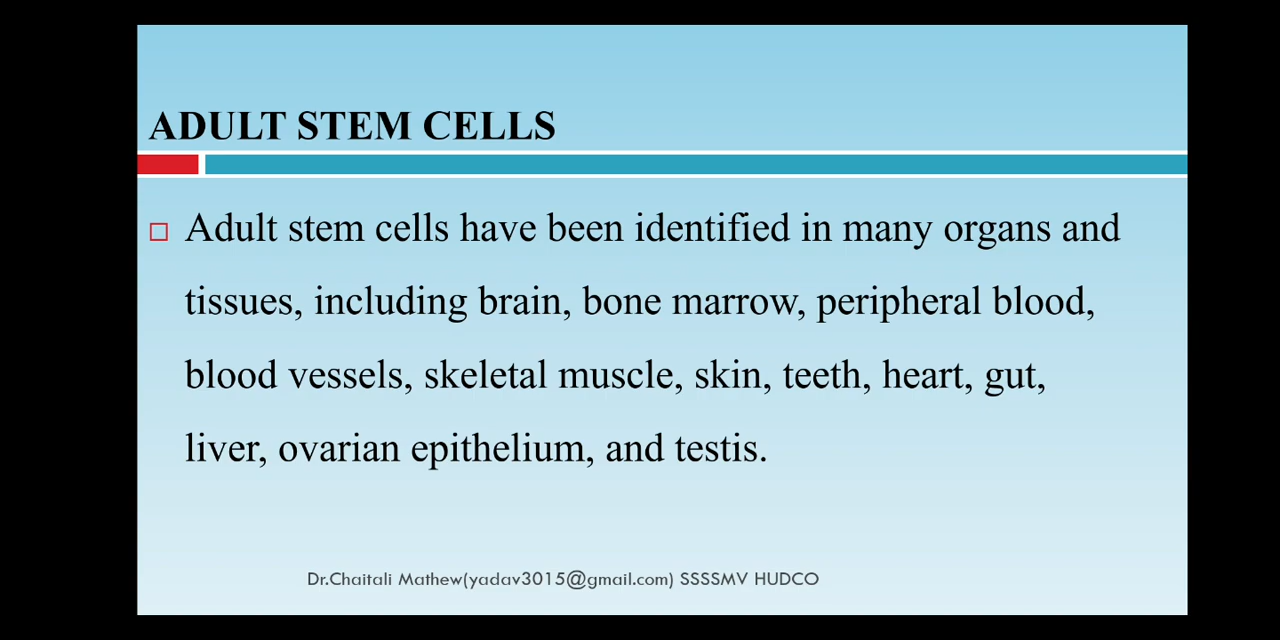 ADULT STEM CELLS
Adult stem cells have been identified in many organs and
tissues, including brain, bone marrow, peripheral blood,
blood vessels, skeletal muscle, skin, teeth, heart, gut,
liver, ovarian epithelium, and testis.
Dr.Chaitali Mathew(yadav3015@gmail.com) SSSSMV HUDCO